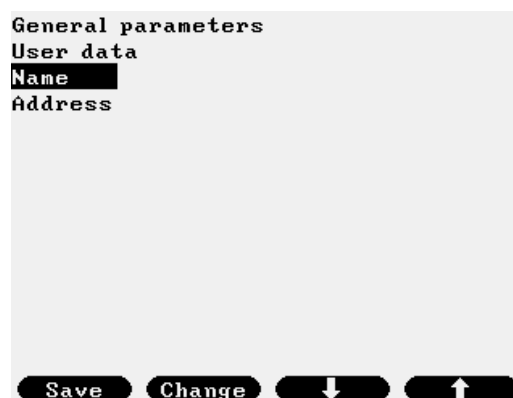 General parameters
User data
Name
Address
Save Change ↓ ↑